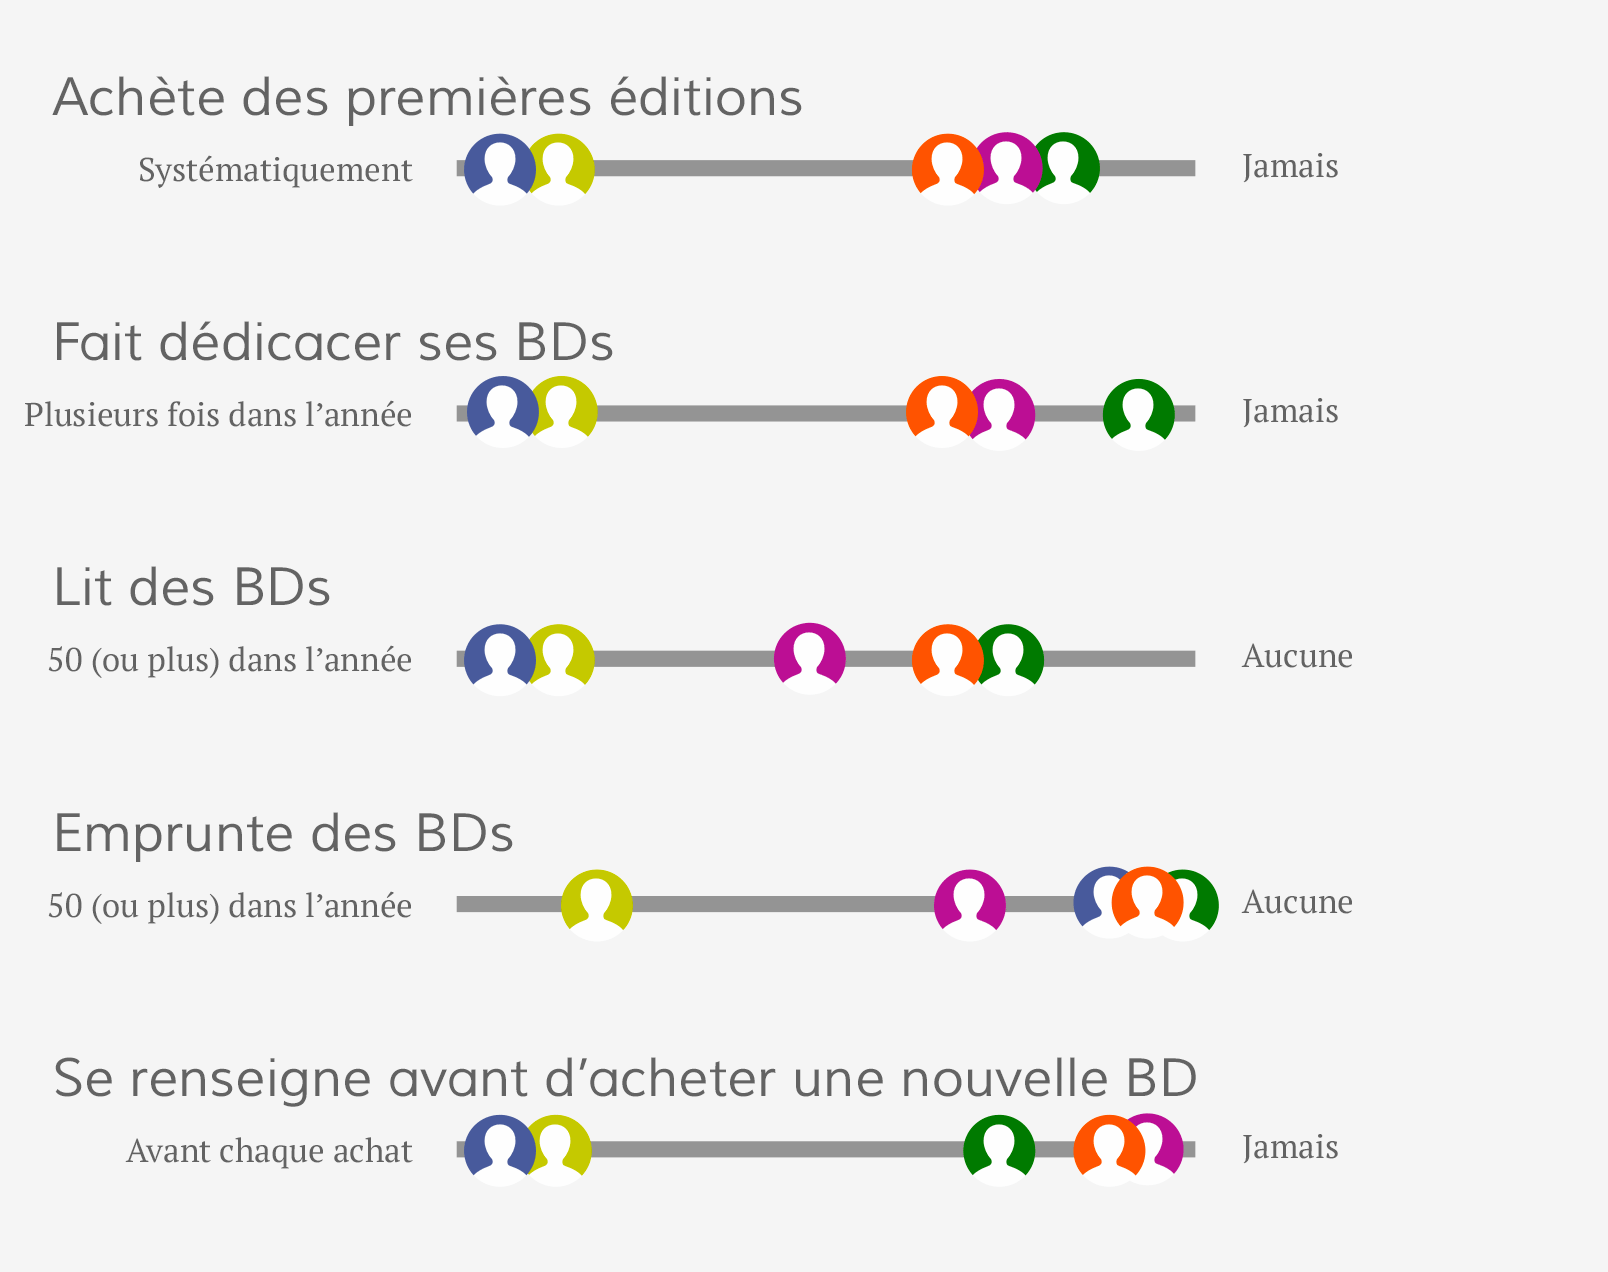 Achète des premières éditions
Systématiquement
Jamais
Fait dédicacer ses BDs
Plusieurs fois dans l’année
Jamais
Lit des BDs
50 (ou plus) dans l’année
Aucune
Emprunte des BDs
50 (ou plus) dans l’année
Aucune
Se renseigne avant d’acheter une nouvelle BD
Avant chaque achat
Jamais